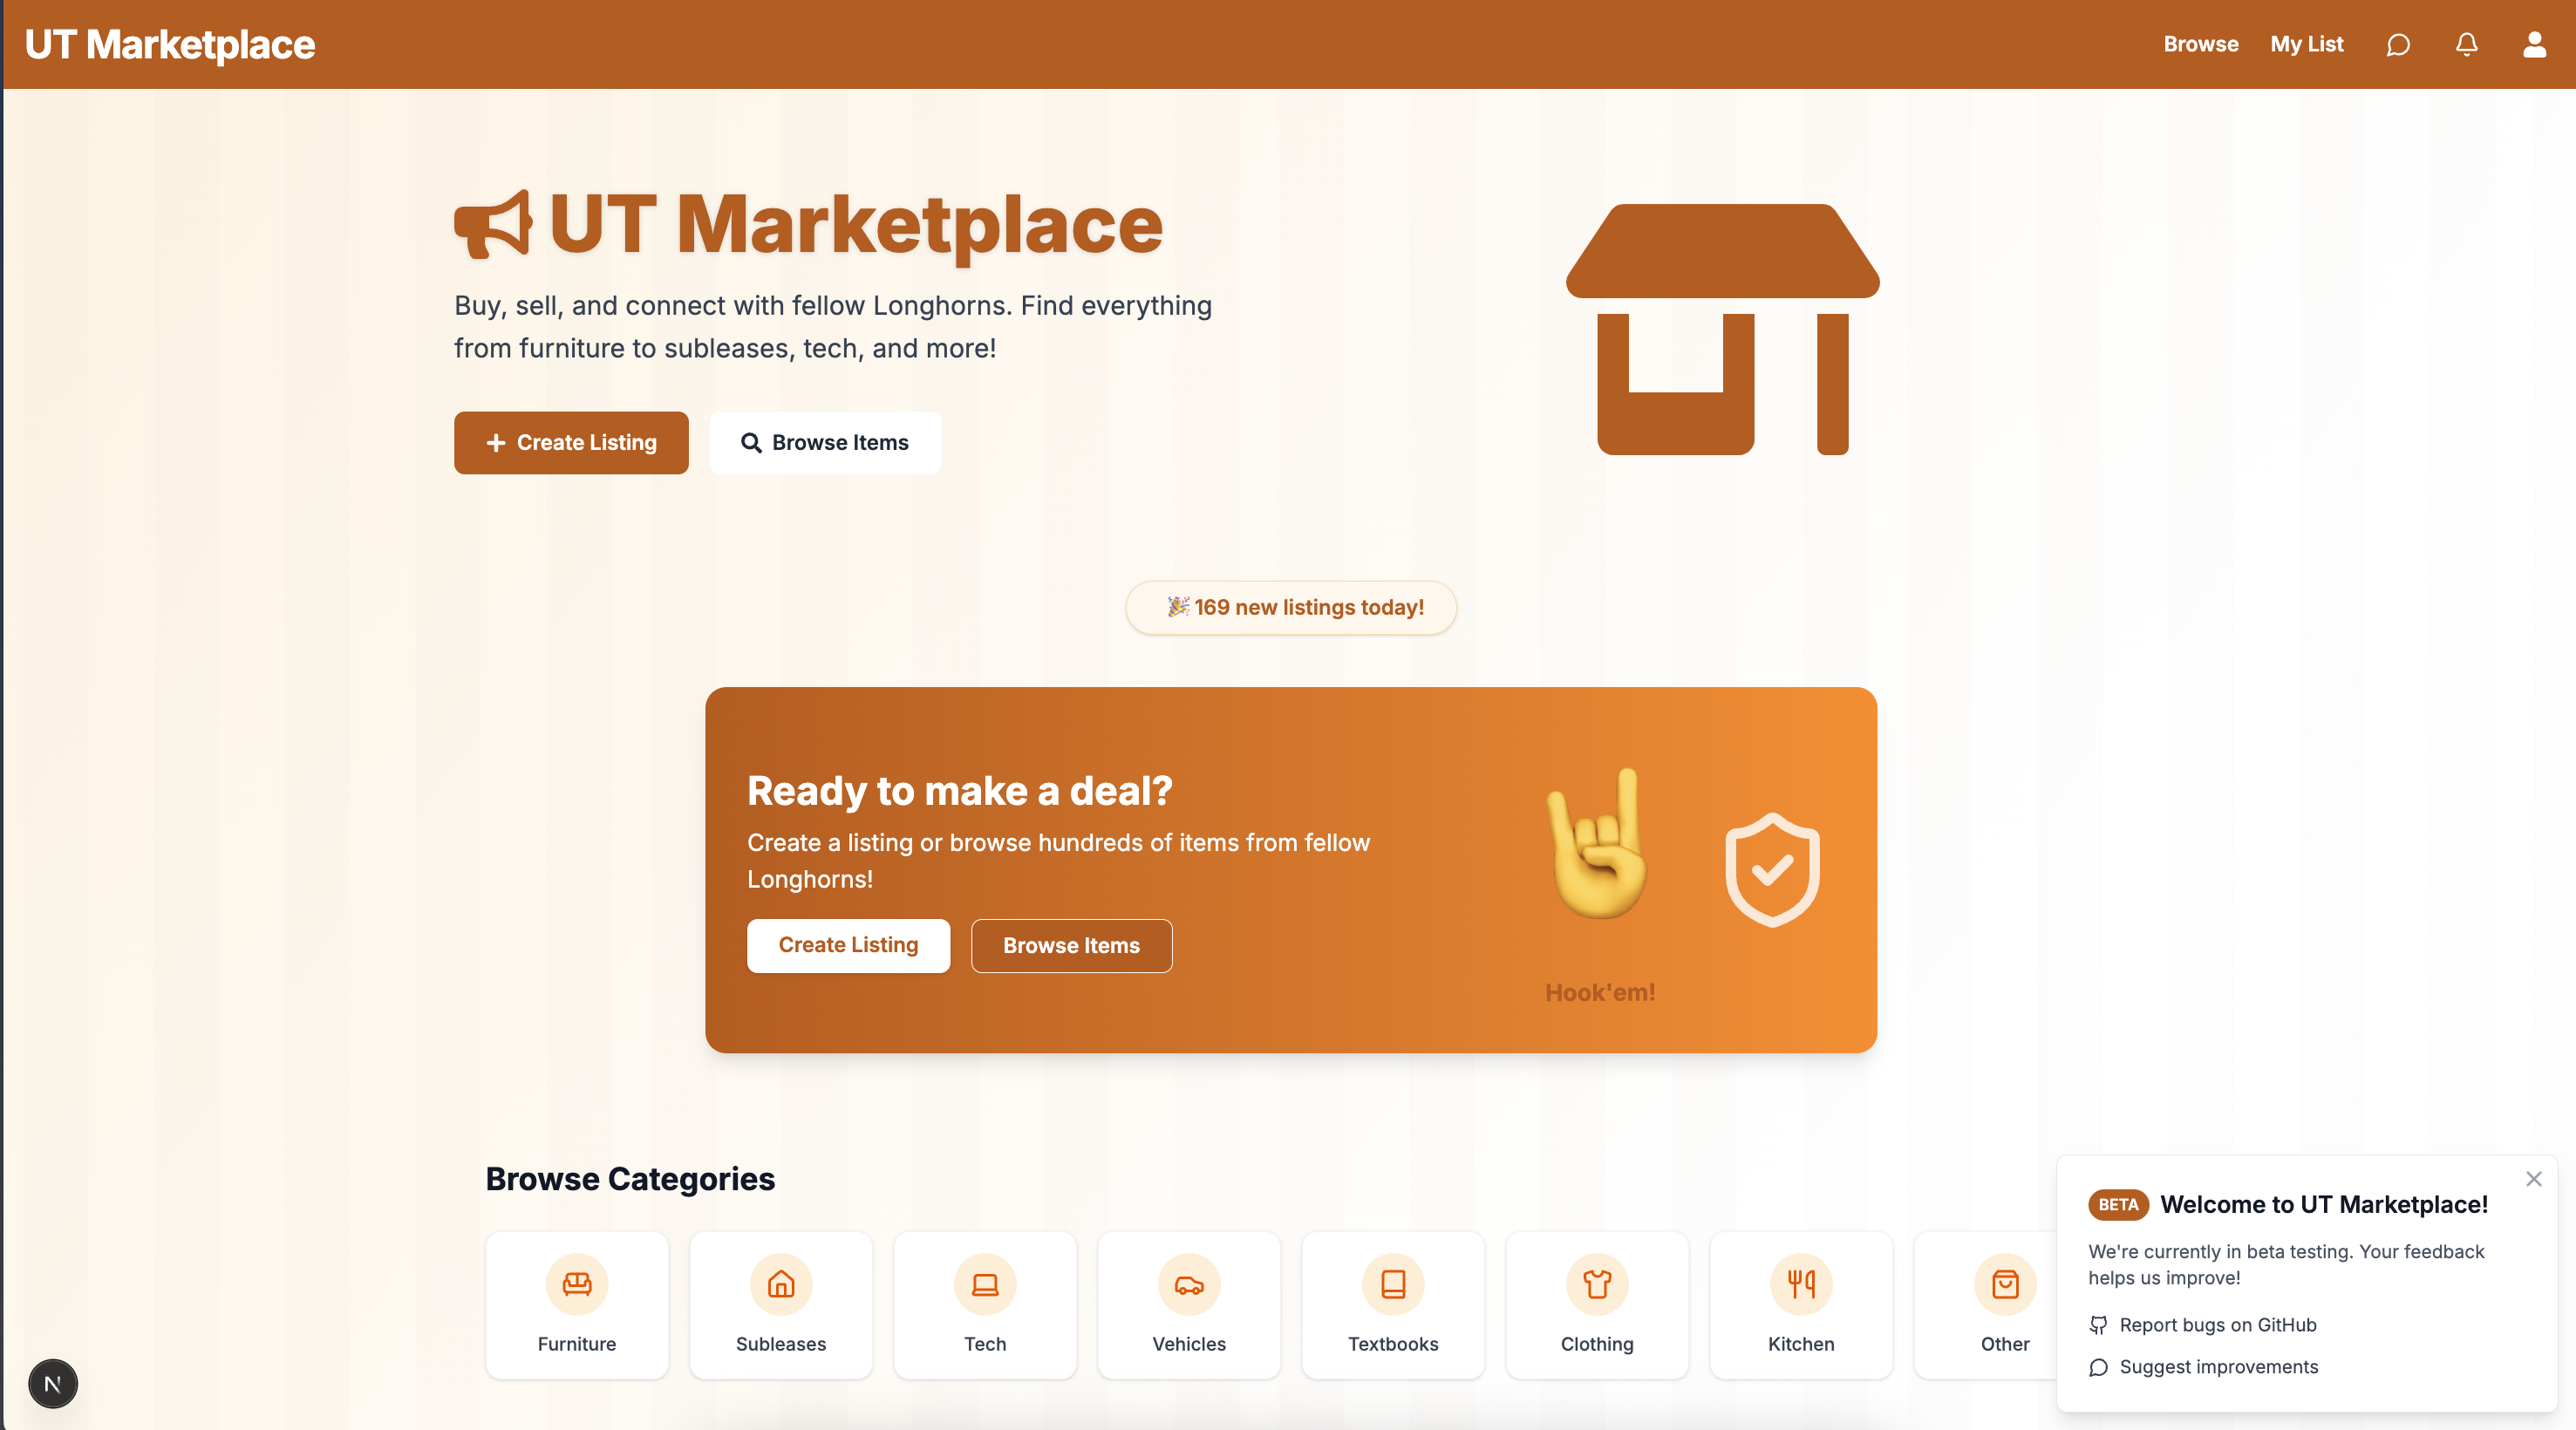 UT Marketplace
Browse
My List
UT Marketplace
Buy, sell, and connect with fellow Longhorns. Find everything
from furniture to subleases, tech, and more!
Create Listing
Browse Items
🎉 169 new listings today!
Ready to make a deal?
Create a listing or browse hundreds of items from fellow
Longhorns!
Create Listing
Browse Items
Hook'em!
Browse Categories
Furniture
Subleases
Tech
Vehicles
Textbooks
Clothing
Kitchen
Other
BETA Welcome to UT Marketplace!
We're currently in beta testing. Your feedback
helps us improve!
Report bugs on GitHub
Suggest improvements
N